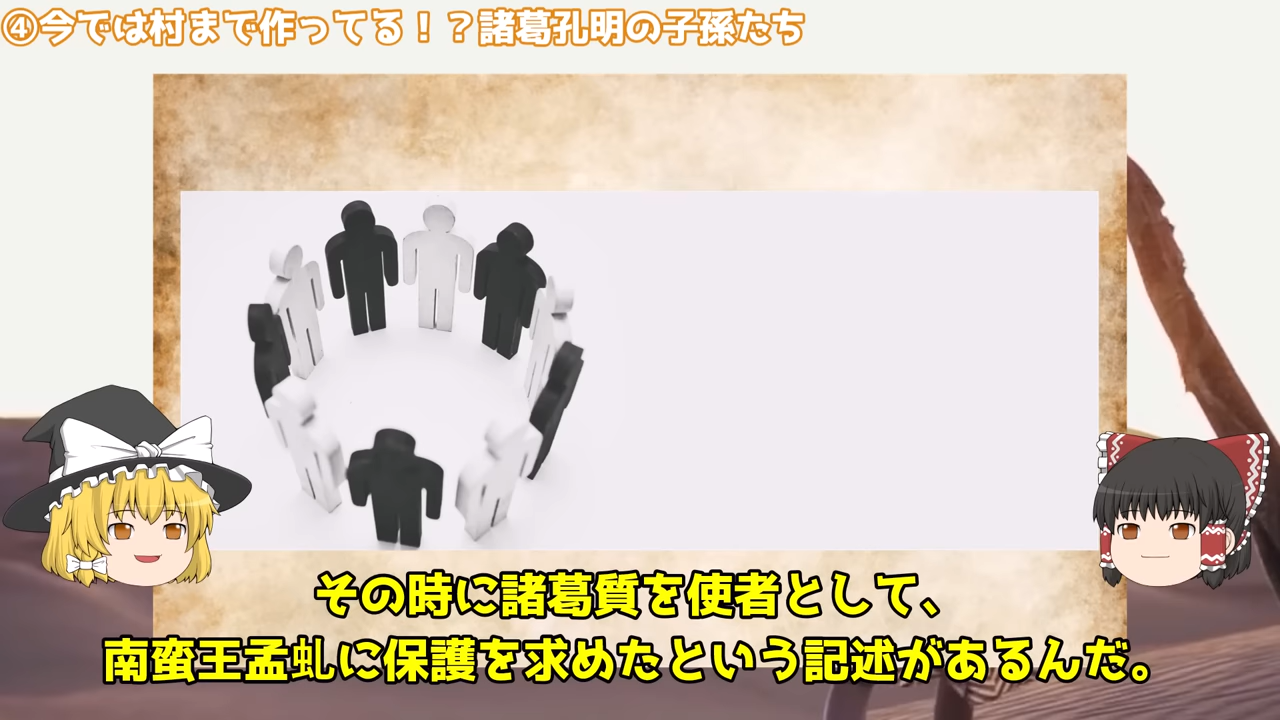 ④今では村まで作ってる！？諸葛孔明の子孫たち
その時に諸葛質を使者として、
南蛮王孟虬に保護を求めたという記述があるんだ。